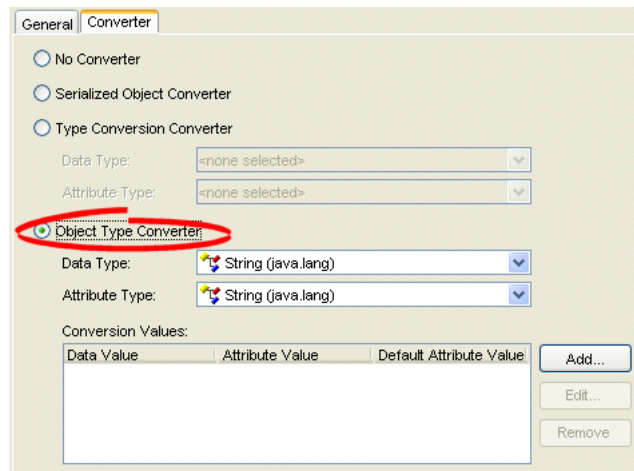 General Converter
No Converter
Serialized Object Converter
Type Conversion Converter
Data Type: <none selected>
Attribute Type: <none selected>
Object Type Converter
Data Type: String (java.lang)
Attribute Type: String (java.lang)
Conversion Values:
Data Value Attribute Value Default Attribute Value
Add...
Edit...
Remove